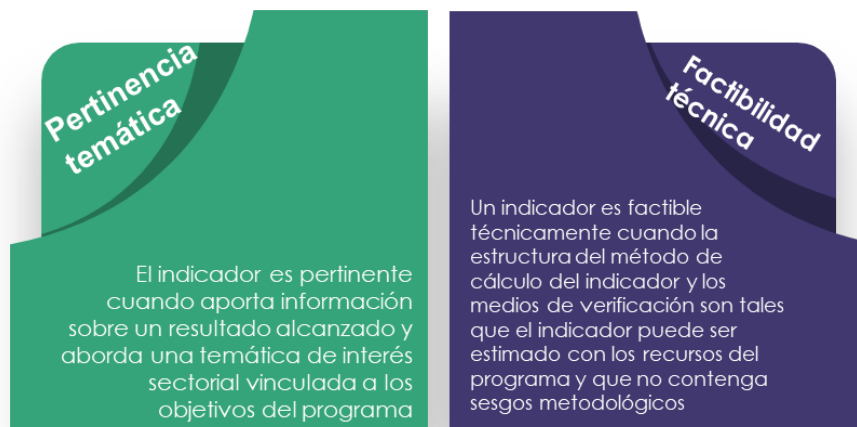 Pertinencia
temática
El indicador es pertinente
cuando aporta información
sobre un resultado alcanzado y
aborda una temática de interés
sectorial vinculada a los
objetivos del programa
Factibilidad
técnica
Un indicador es factible
técnicamente cuando la
estructura del método de
cálculo del indicador y los
medios de verificación son tales
que el indicador puede ser
estimado con los recursos del
programa y que no contenga
sesgos metodológicos